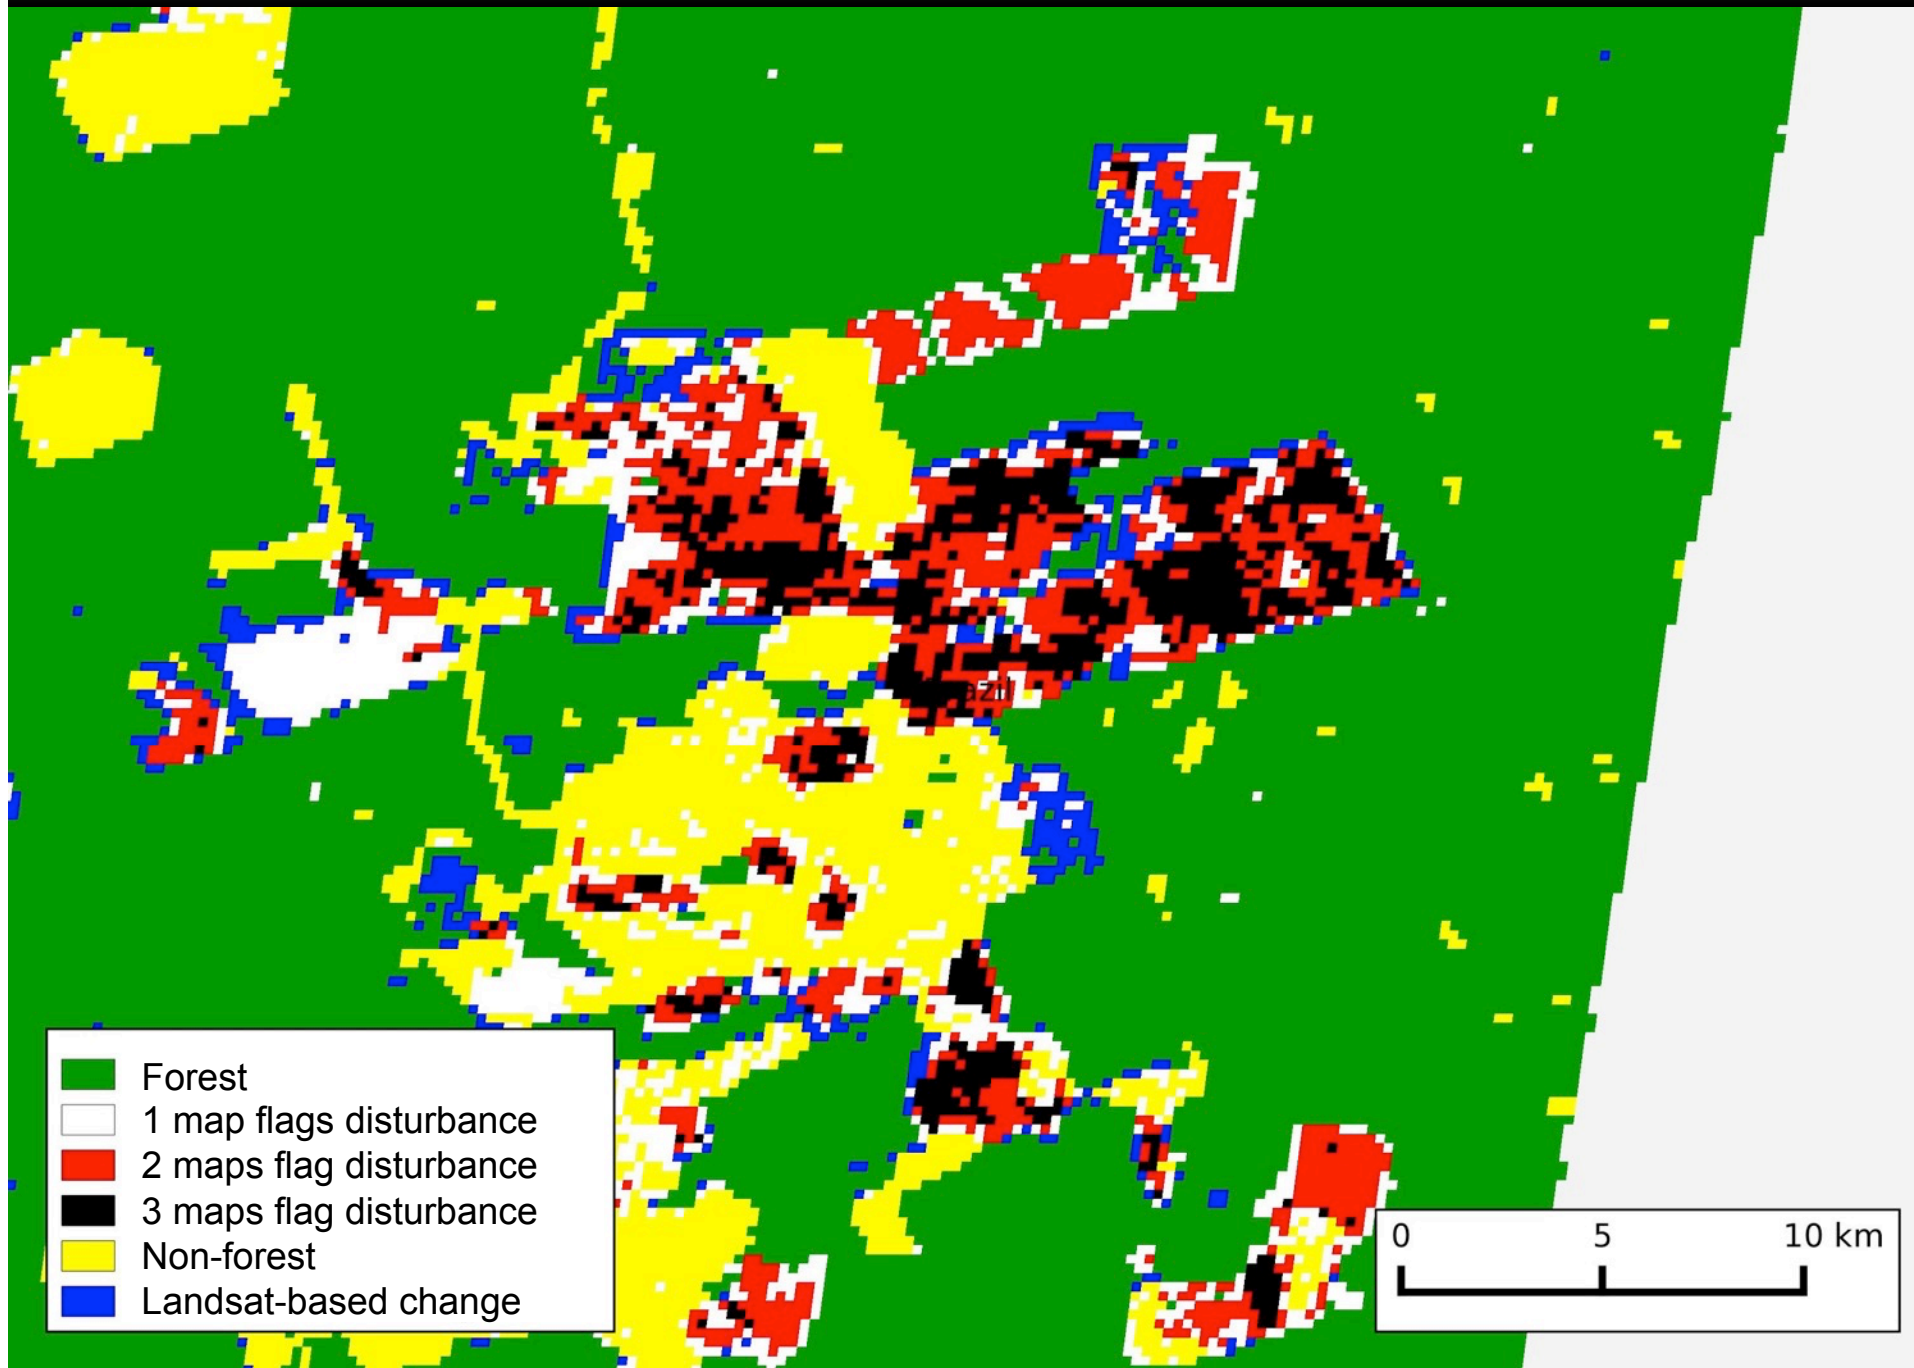 azil
Forest
1 map flags disturbance
2 maps flag disturbance
3 maps flag disturbance
Non-forest
Landsat-based change
0 5 10 km